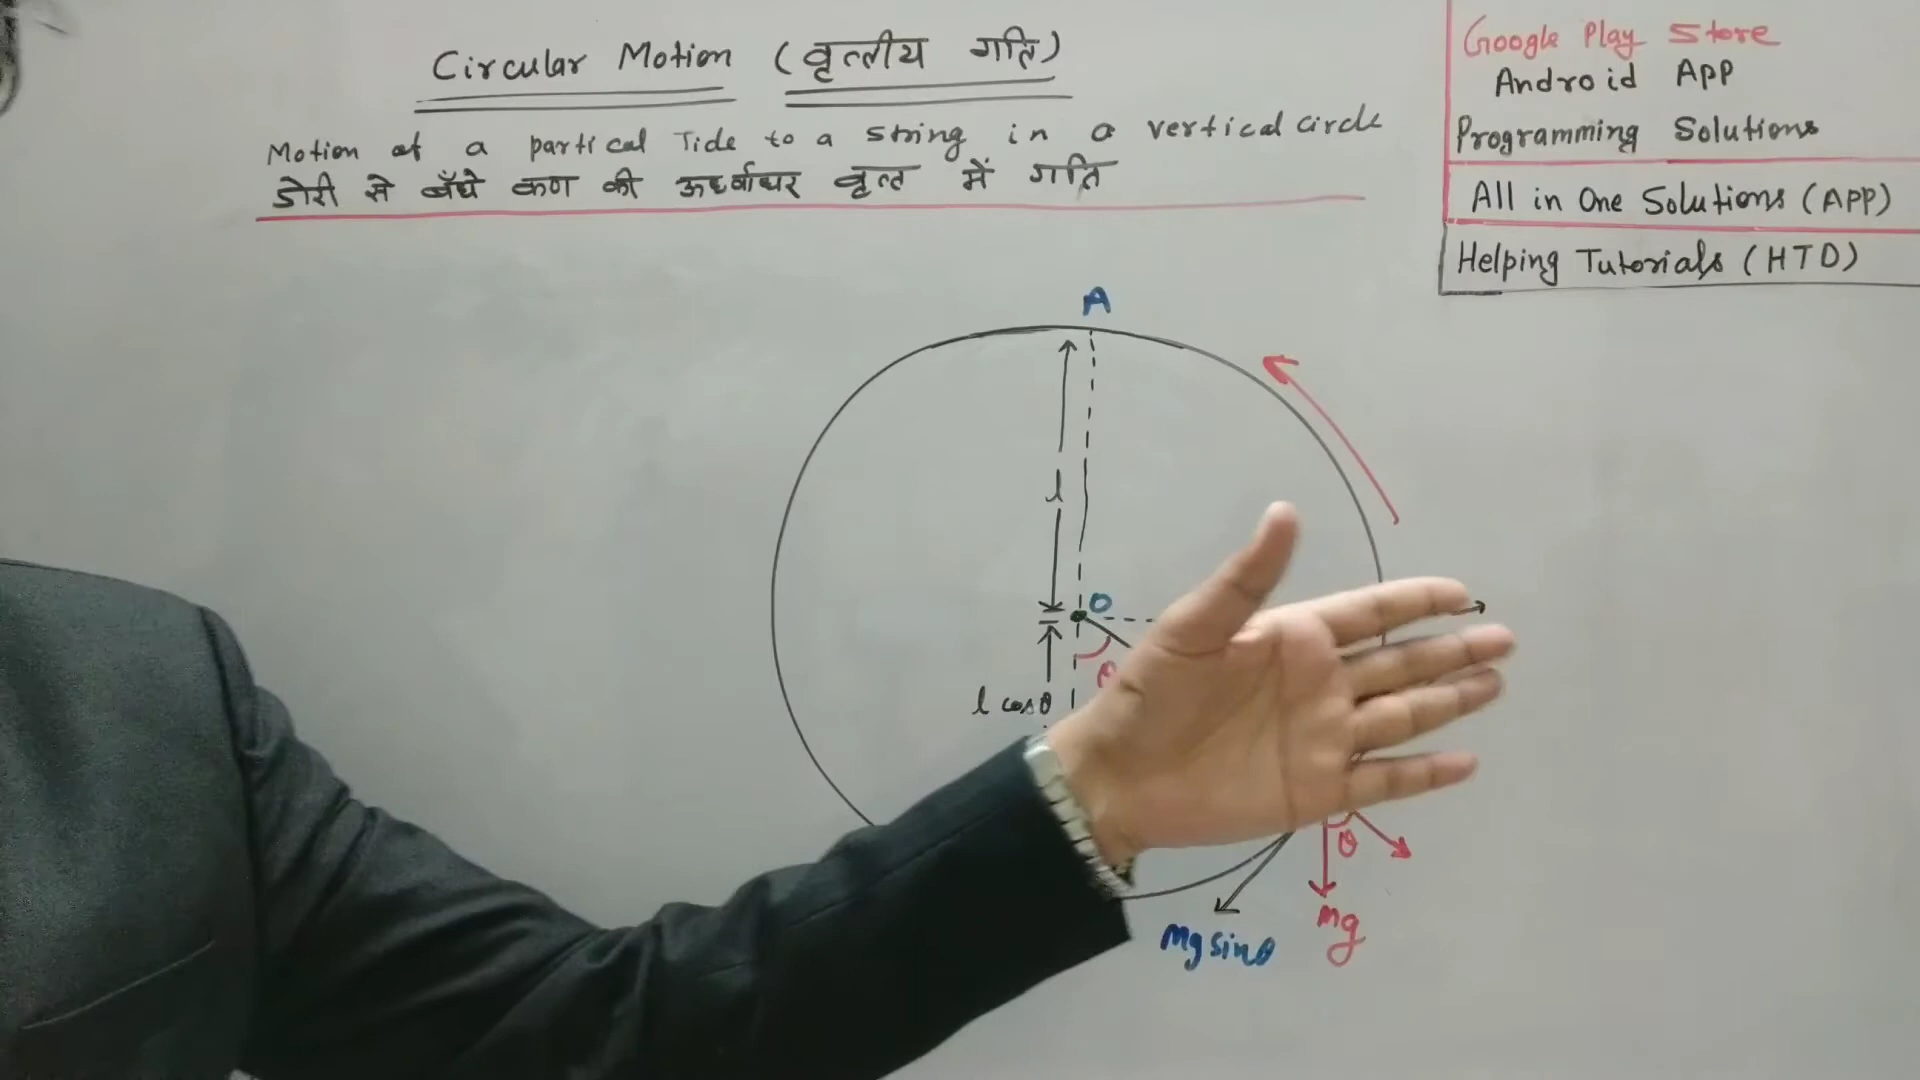 Circular Motion (वृत्तीय गति)
Motion of a partical Tide to a string in a vertical circle
डोरी से बँधे कण की ऊर्ध्वाधर वृत्त में गति
Google Play Store
Android App
Programming Solutions
All in One Solutions (APP)
Helping Tutorials (HTD)
A
l
O
θ
l cosθ
θ
Mg
Mg sinθ